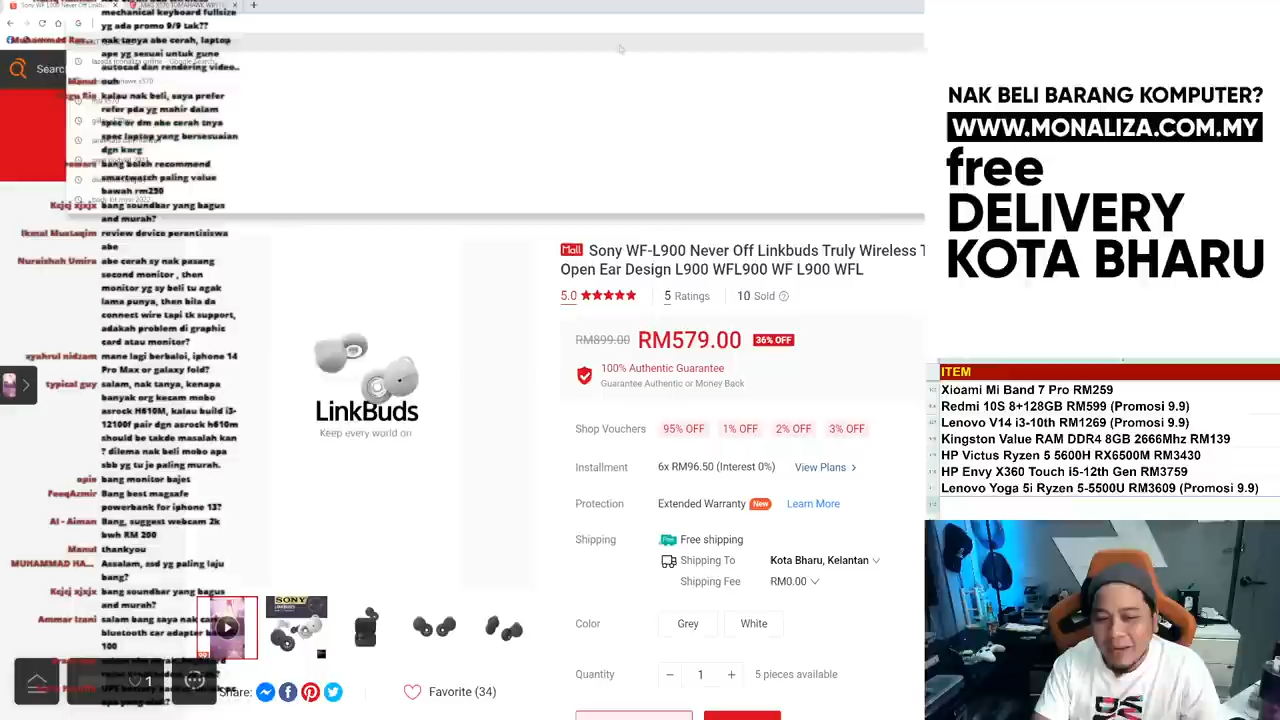 Sony WF L900 Never Off Linkbu
mechanical keyboard fullsize
yg ada promo 9/9 tak??
nak tanya abe cerah, laptop
ape yg sesuai untuk gune
autocad dan rendering video..
Manul ouh
kalau nak beli, saya prefer
refer pda yg mahir dalam
spec or dm abe cerah tnya
spec laptop yang bersesuaian
dgn korg
bang boleh recommend
smartwatch paling value
bawah rm250
Kcjcj xjxjx bang soundbar yang bagus
and murah?
Ikmal Mustaqim review device perantisiswa
abe
Nuraishah Umira abe cerah sy nak pasang
second monitor , then
monitor yg sy beli tu agak
lama punya, then bila da
connect wire tapi tk support,
adakah problem di graphic
card atau monitor?
syahrul nidzam mane lagi berbaloi, iphone 14
Pro Max or galaxy fold?
typical guy salam, nak tanya, kenapa
banyak org kecam mobo
asrock H610M, kalau build i3-
12100f pair dgn asrock h610m
should be takde masalah kan
? dilema nak beli mobo apa
sbb yg tu je paling murah.
opie bang monitor bajet
FeeqAzmir Bang best magsafe
powerbank for iphone 13?
Al - Aiman Bang, suggest webcam 2k
bwh RM 200
Manul thankyou
MUHAMMAD HA... Assalam, ssd yg paling laju
bang?
Kcjcj xjxjx bang soundbar yang bagus
and murah?
Ammar Izani salam bang saya nak cari
bluetooth car adapter
100
Searc
LinkBuds
Keep every world on
SONY
1
Share:
Favorite (34)
Mall Sony WF-L900 Never Off Linkbuds Truly Wireless T
Open Ear Design L900 WFL900 WF L900 WFL
5.0 5 Ratings 10 Sold
RM899.00 RM579.00 36% OFF
100% Authentic Guarantee
Guarantee Authentic or Money Back
Shop Vouchers 95% OFF 1% OFF 2% OFF 3% OFF
Installment 6x RM96.50 (Interest 0%) View Plans
Protection Extended Warranty New Learn More
Shipping Free shipping
Shipping To Kota Bharu, Kelantan
Shipping Fee RM0.00
Color Grey White
Quantity − 1 + 5 pieces available
NAK BELI BARANG KOMPUTER?
WWW.MONALIZA.COM.MY
free
DELIVERY
KOTA BHARU
ITEM
Xioami Mi Band 7 Pro RM259
Redmi 10S 8+128GB RM599 (Promosi 9.9)
Lenovo V14 i3-10th RM1269 (Promosi 9.9)
Kingston Value RAM DDR4 8GB 2666Mhz RM139
HP Victus Ryzen 5 5600H RX6500M RM3430
HP Envy X360 Touch i5-12th Gen RM3759
Lenovo Yoga 5i Ryzen 5-5500U RM3609 (Promosi 9.9)